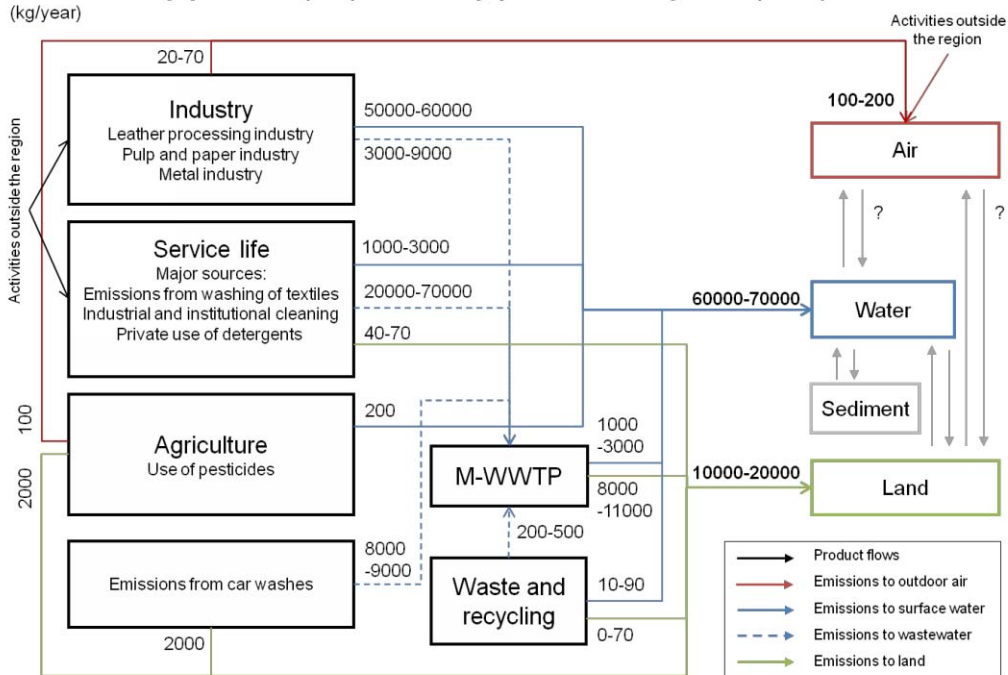 (kg/year)
Activities outside
the region
20-70
100-200
Industry
Leather processing industry
Pulp and paper industry
Metal industry
50000-60000
3000-9000
Air
Activities outside the region
?
?
Service life
Major sources:
Emissions from washing of textiles
Industrial and institutional cleaning
Private use of detergents
1000-3000
20000-70000
40-70
60000-70000
Water
Sediment
100
2000
Agriculture
Use of pesticides
200
M-WWTP
1000
-3000
8000
-11000
10000-20000
Land
200-500
Emissions from car washes
8000
-9000
2000
Waste and
recycling
10-90
0-70
Product flows
Emissions to outdoor air
Emissions to surface water
Emissions to wastewater
Emissions to land